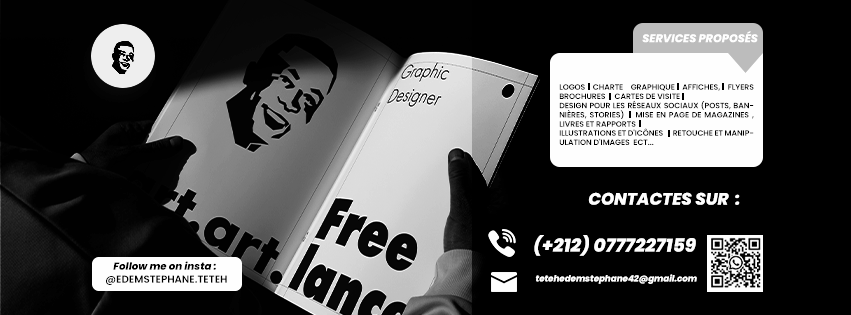 Graphic
Designer
art.art.
Free
lance
Follow me on insta :
@EDEMSTEPHANE.TETEH
SERVICES PROPOSÉS
LOGOS | CHARTE GRAPHIQUE | AFFICHES, | FLYERS
BROCHURES | CARTES DE VISITE |
DESIGN POUR LES RÉSEAUX SOCIAUX (POSTS, BAN-
NIÈRES, STORIES) | MISE EN PAGE DE MAGAZINES ,
LIVRES ET RAPPORTS |
ILLUSTRATIONS ET D'ICÔNES | RETOUCHE ET MANIP-
ULATION D'IMAGES ECT...
CONTACTES SUR :
(+212) 0777227159
tetehedemstephane42@gmail.com